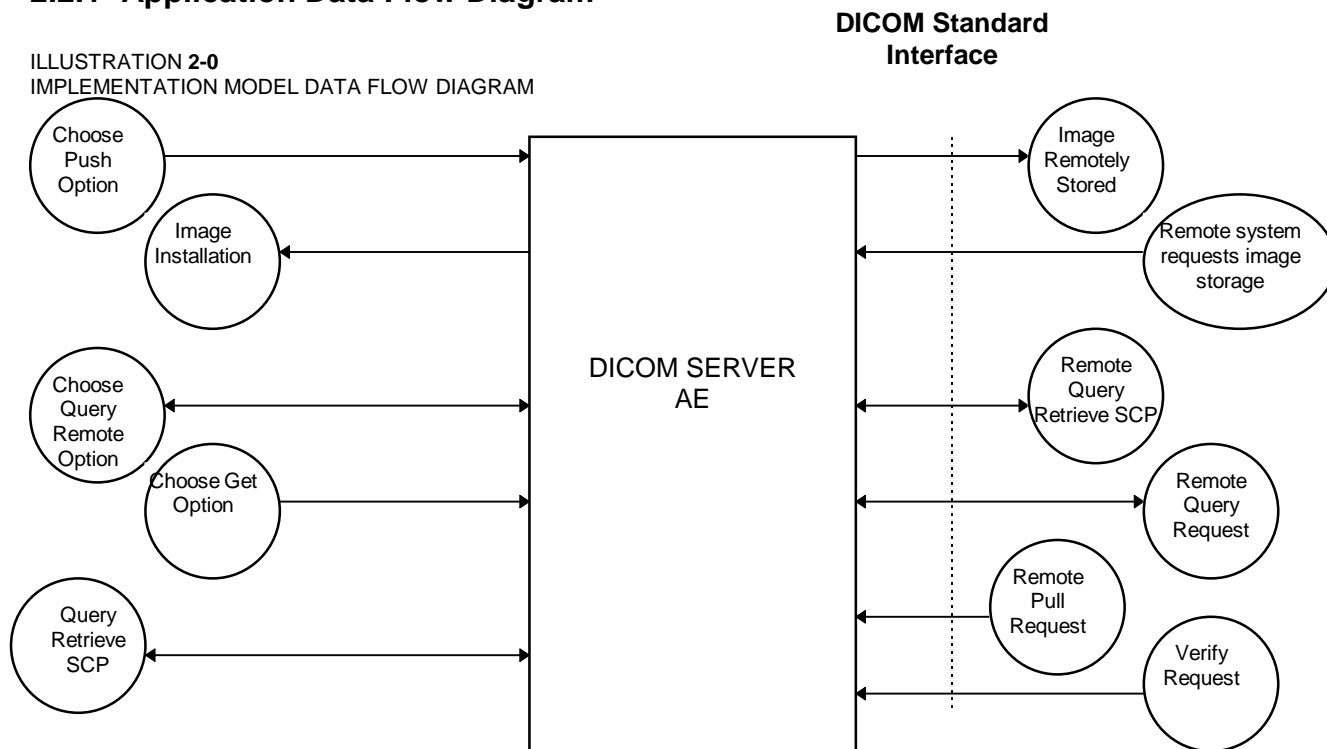 2.2.1 Application Data Flow Diagram
DICOM Standard
Interface
ILLUSTRATION 2-0
IMPLEMENTATION MODEL DATA FLOW DIAGRAM
Choose
Push
Option
Image
Installation
Choose
Query
Remote
Option
Choose Get
Option
Query
Retrieve
SCP
DICOM SERVER
AE
Image
Remotely
Stored
Remote system
requests image
storage
Remote
Query
Retrieve SCP
Remote
Query
Request
Remote
Pull
Request
Verify
Request